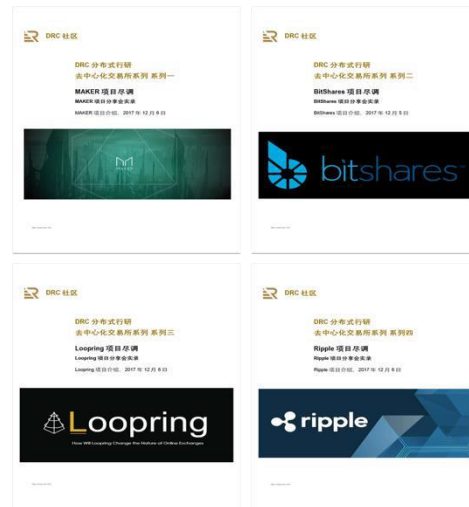 DRC 社区
DRC 分布式行研
去中心化交易所系列 系列一
MAKER 项目尽调
MAKER 项目分享会实录
MAKER 项目介绍，2017 年 12 月 6 日
MAKER
DRC 社区
DRC 分布式行研
去中心化交易所系列 系列二
BitShares 项目尽调
BitShares 项目分享会实录
BitShares 项目介绍，2017 年 12 月 5 日
bitshares
DRC 社区
DRC 分布式行研
去中心化交易所系列 系列三
Loopring 项目尽调
Loopring 项目分享会实录
Loopring 项目介绍，2017 年 12 月 6 日
Loopring
How Will Loopring Change the Nature of Online Exchanges
DRC 社区
DRC 分布式行研
去中心化交易所系列 系列四
Ripple 项目尽调
Ripple 项目分享会实录
Ripple 项目介绍，2017 年 12 月 6 日
ripple